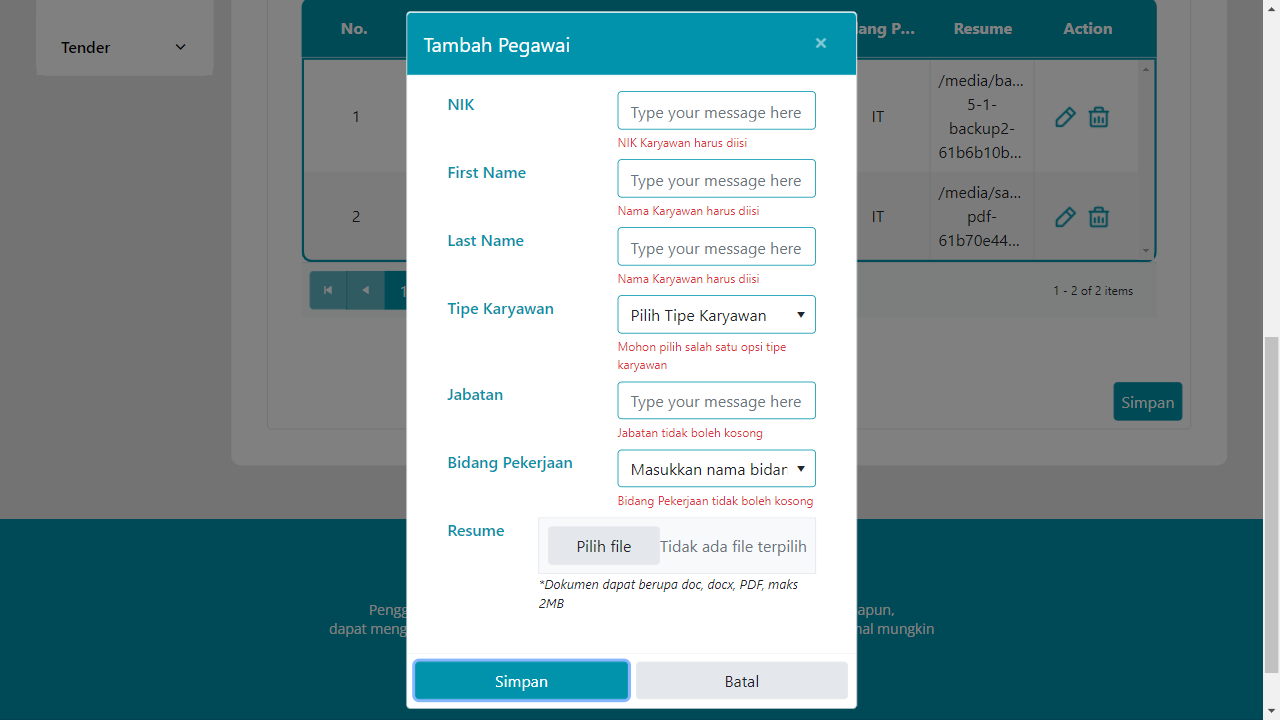 Tender
No.
lang P...
Resume
Action
1
IT
/media/ba...
5-1-
backup2-
61b6b10b...
2
IT
/media/sa...
pdf-
61b70e44...
1
1 - 2 of 2 items
Simpan
Tambah Pegawai
×
NIK
Type your message here
NIK Karyawan harus diisi
First Name
Type your message here
Nama Karyawan harus diisi
Last Name
Type your message here
Nama Karyawan harus diisi
Tipe Karyawan
Pilih Tipe Karyawan
Mohon pilih salah satu opsi tipe
karyawan
Jabatan
Type your message here
Jabatan tidak boleh kosong
Bidang Pekerjaan
Masukkan nama bidar
Bidang Pekerjaan tidak boleh kosong
Resume
Pilih file
Tidak ada file terpilih
*Dokumen dapat berupa doc, docx, PDF, maks
2MB
Simpan
Batal
Pengg
apun,
dapat meng
nal mungkin